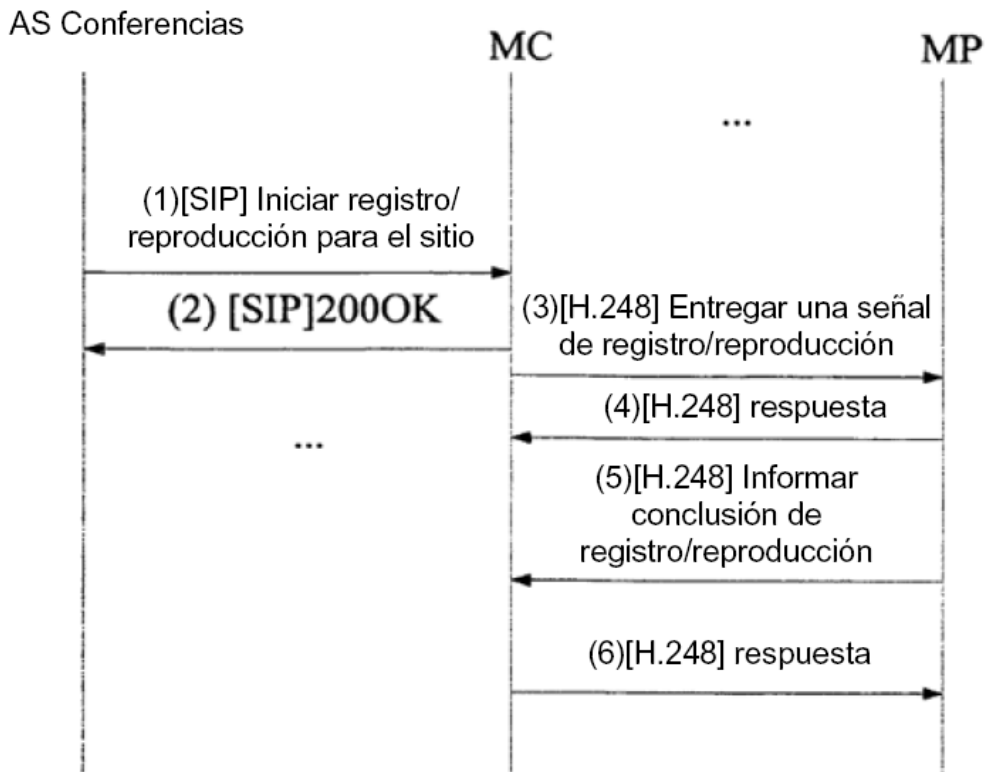 AS Conferencias
MC
MP
...
(1)[SIP] Iniciar registro/
reproducción para el sitio
(2) [SIP]200OK
(3)[H.248] Entregar una señal
de registro/reproducción
(4)[H.248] respuesta
...
(5)[H.248] Informar
conclusión de
registro/reproducción
(6)[H.248] respuesta